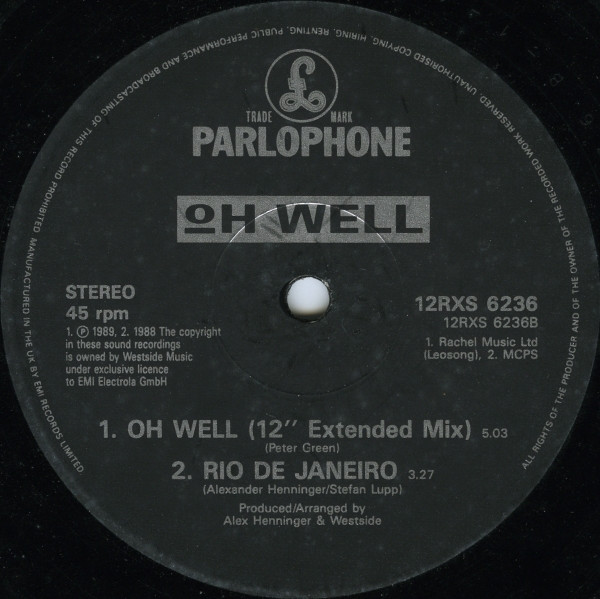 UNAUTHORISED COPYING, HIRING, RENTING, PUBLIC PERFORMANCE AND BROADCASTING OF THIS RECORD PROHIBITED. MANUFACTURED IN THE UK BY EMI RECORDS LIMITED
ALL RIGHTS OF THE PRODUCER AND OF THE OWNER OF THE RECORDED WORK RESERVED.
£
TRADE MARK
PARLOPHONE
OH WELL
STEREO
45 rpm
1. ℗ 1989, 2. 1988 The copyright
in these sound recordings
is owned by Westside Music
under exclusive licence
to EMI Electrola GmbH
12RXS 6236
12RXS 6236B
1. Rachel Music Ltd
(Leosong), 2. MCPS
1. OH WELL (12″ Extended Mix) 5.03
(Peter Green)
2. RIO DE JANEIRO 3.27
(Alexander Henninger/Stefan Lupp)
Produced/Arranged by
Alex Henninger & Westside